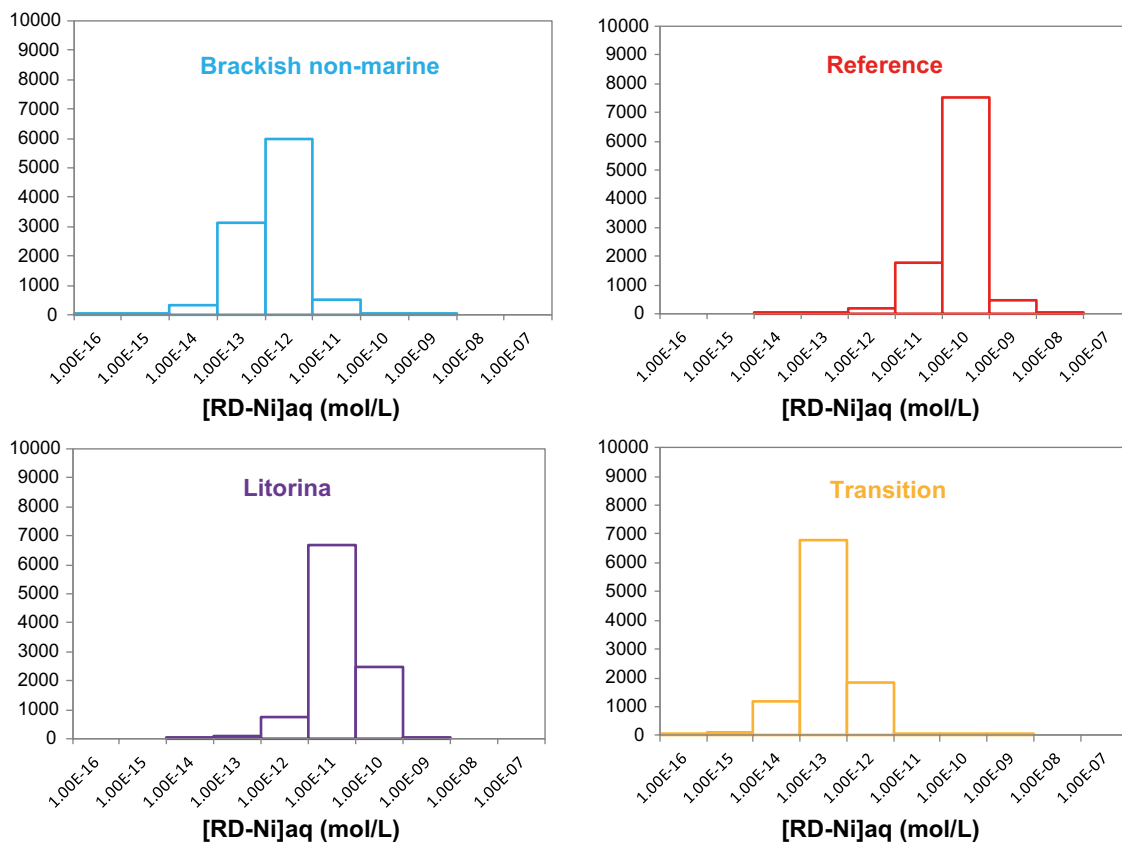 10000
9000
8000
7000
6000
5000
4000
3000
2000
1000
0
Brackish non-marine
1.00E-16
1.00E-15
1.00E-14
1.00E-13
1.00E-12
1.00E-11
1.00E-10
1.00E-09
1.00E-08
1.00E-07
[RD-Ni]aq (mol/L)
10000
9000
8000
7000
6000
5000
4000
3000
2000
1000
0
Reference
1.00E-16
1.00E-15
1.00E-14
1.00E-13
1.00E-12
1.00E-11
1.00E-10
1.00E-09
1.00E-08
1.00E-07
[RD-Ni]aq (mol/L)
10000
9000
8000
7000
6000
5000
4000
3000
2000
1000
0
Litorina
1.00E-16
1.00E-15
1.00E-14
1.00E-13
1.00E-12
1.00E-11
1.00E-10
1.00E-09
1.00E-08
1.00E-07
[RD-Ni]aq (mol/L)
10000
9000
8000
7000
6000
5000
4000
3000
2000
1000
0
Transition
1.00E-16
1.00E-15
1.00E-14
1.00E-13
1.00E-12
1.00E-11
1.00E-10
1.00E-09
1.00E-08
1.00E-07
[RD-Ni]aq (mol/L)